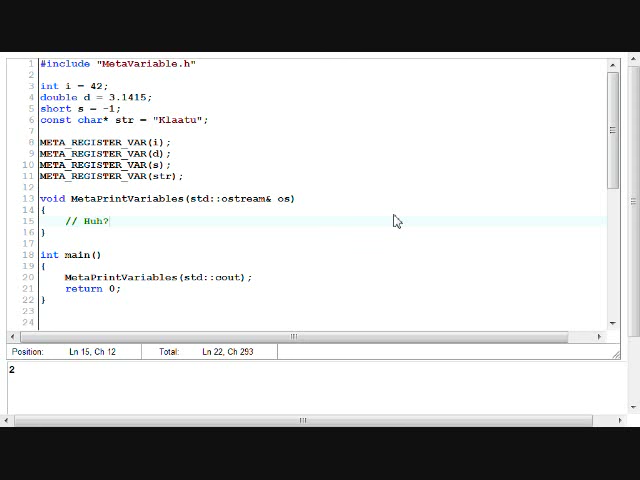 1 #include "MetaVariable.h"
2
3 int i = 42;
4 double d = 3.1415;
5 short s = -1;
6 const char* str = "Klaatu";
7
8 META_REGISTER_VAR(i);
9 META_REGISTER_VAR(d);
10 META_REGISTER_VAR(s);
11 META_REGISTER_VAR(str);
12
13 void MetaPrintVariables(std::ostream& os)
14 {
15 // Huh?
16 }
17
18 int main()
19 {
20 MetaPrintVariables(std::cout);
21 return 0;
22 }
23
24
Position: Ln 15, Ch 12 Total: Ln 22, Ch 293
2